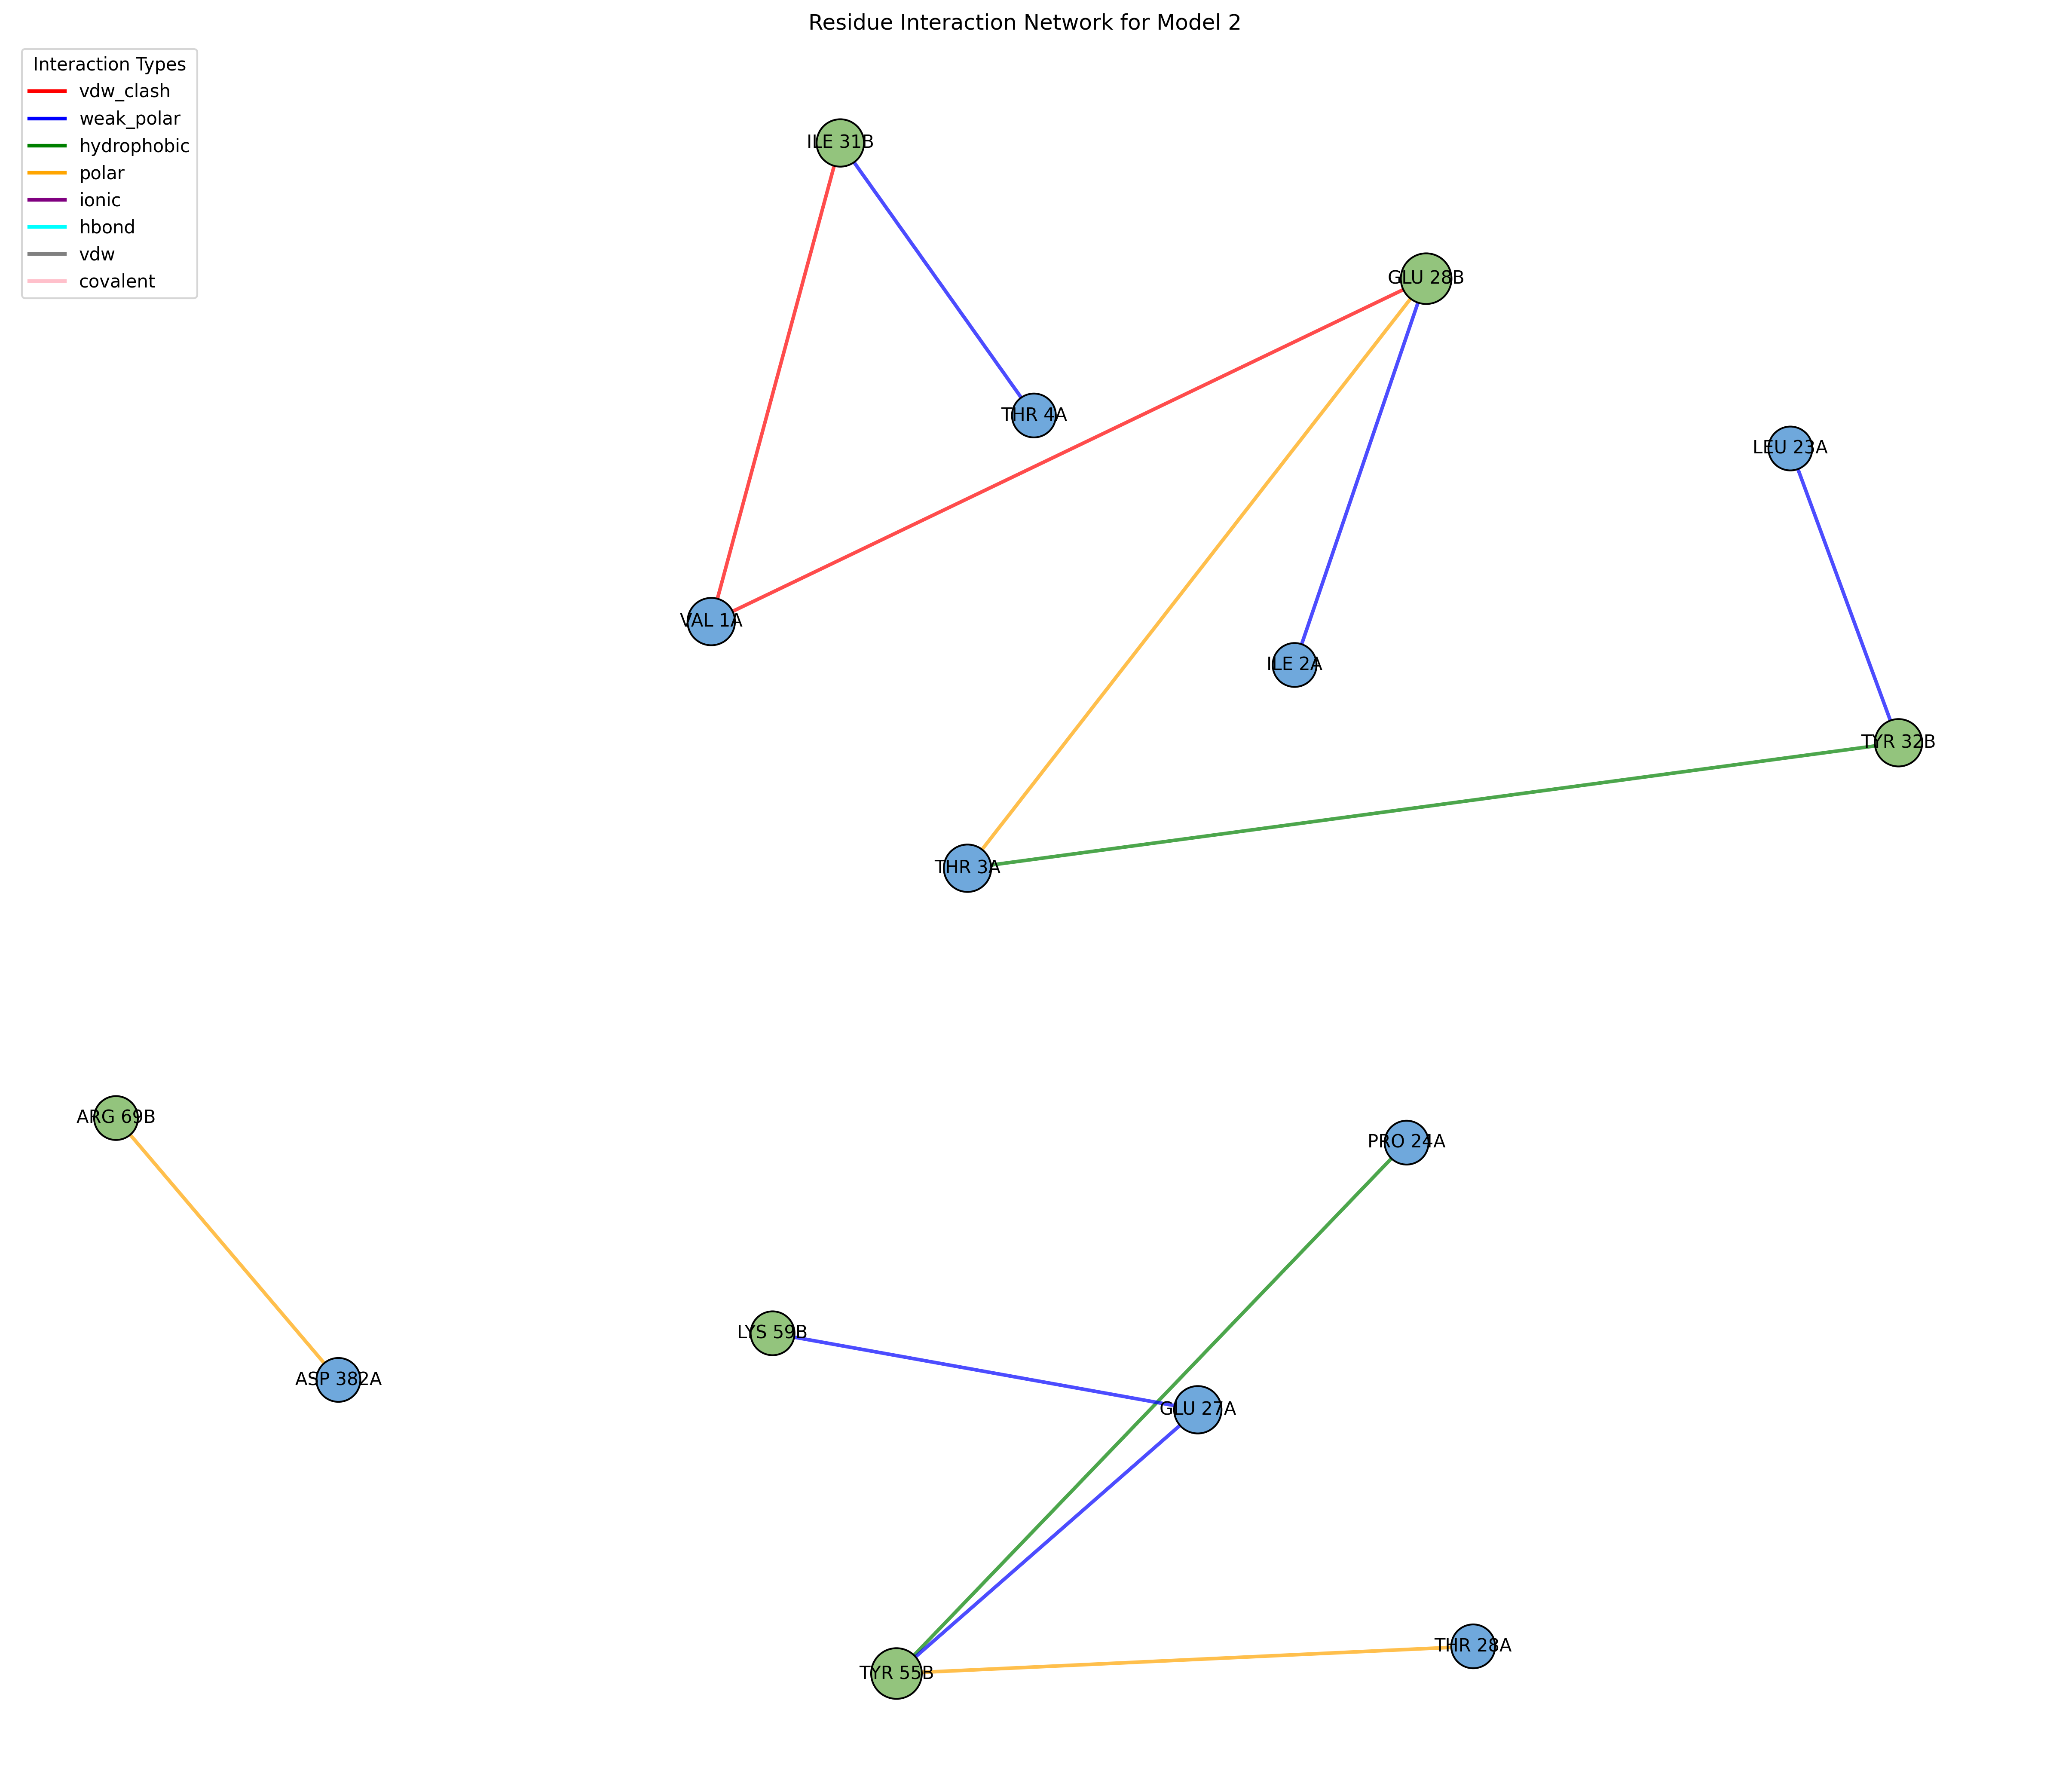 Residue Interaction Network for Model 2
Interaction Types
vdw_clash
weak_polar
hydrophobic
polar
ionic
hbond
vdw
covalent
ILE 31B
GLU 28B
THR 4A
LEU 23A
VAL 1A
ILE 2A
TYR 32B
THR 3A
ARG 69B
PRO 24A
LYS 59B
ASP 382A
GLU 27A
THR 28A
TYR 55B